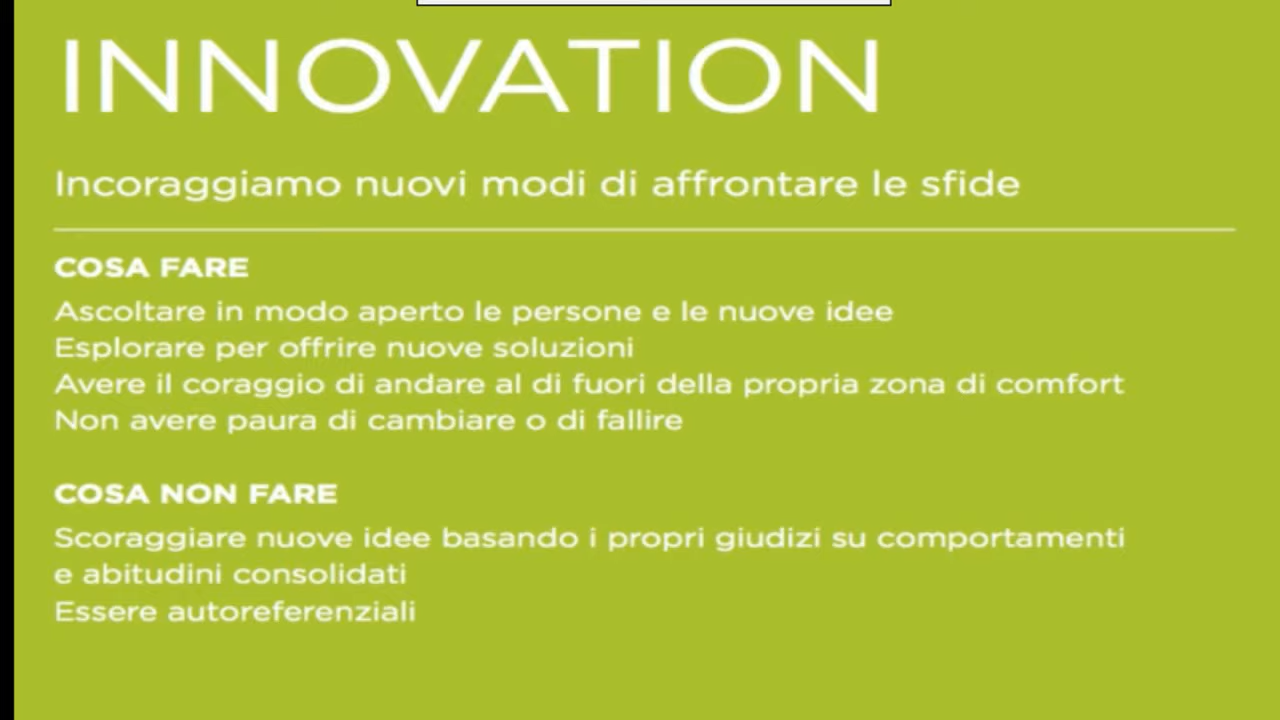 INNOVATION
Incoraggiamo nuovi modi di affrontare le sfide
COSA FARE
Ascoltare in modo aperto le persone e le nuove idee
Esplorare per offrire nuove soluzioni
Avere il coraggio di andare al di fuori della propria zona di comfort
Non avere paura di cambiare o di fallire
COSA NON FARE
Scoraggiare nuove idee basando i propri giudizi su comportamenti
e abitudini consolidati
Essere autoreferenziali